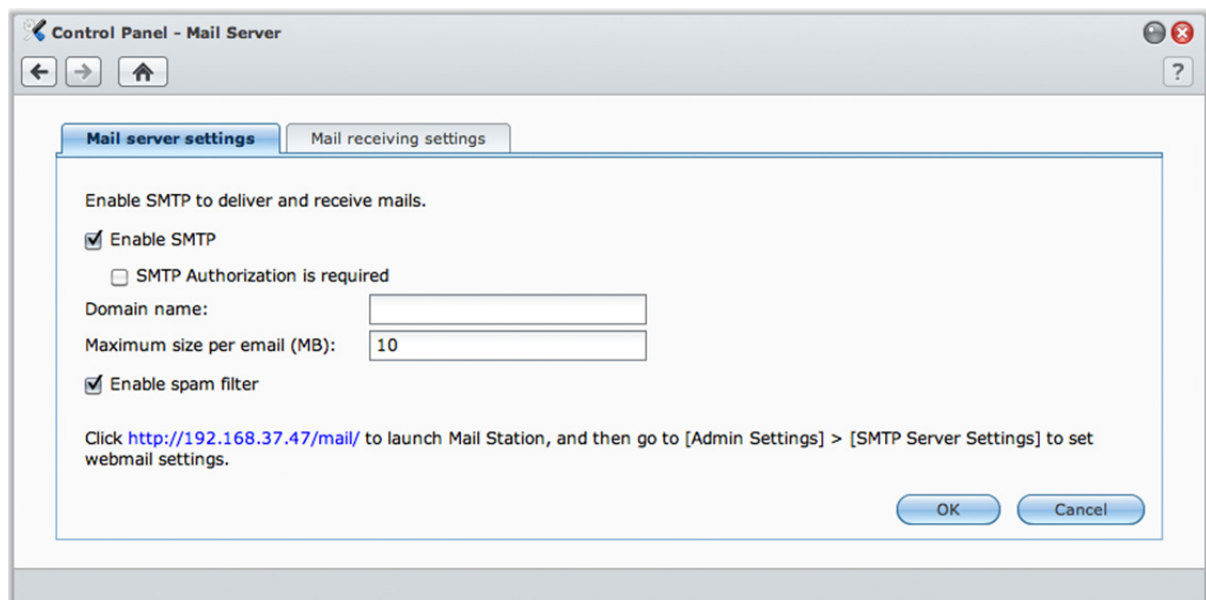 Control Panel - Mail Server
?
Mail server settings
Mail receiving settings
Enable SMTP to deliver and receive mails.
Enable SMTP
SMTP Authorization is required
Domain name:
Maximum size per email (MB): 10
Enable spam filter
Click http://192.168.37.47/mail/ to launch Mail Station, and then go to [Admin Settings] > [SMTP Server Settings] to set
webmail settings.
OK
Cancel